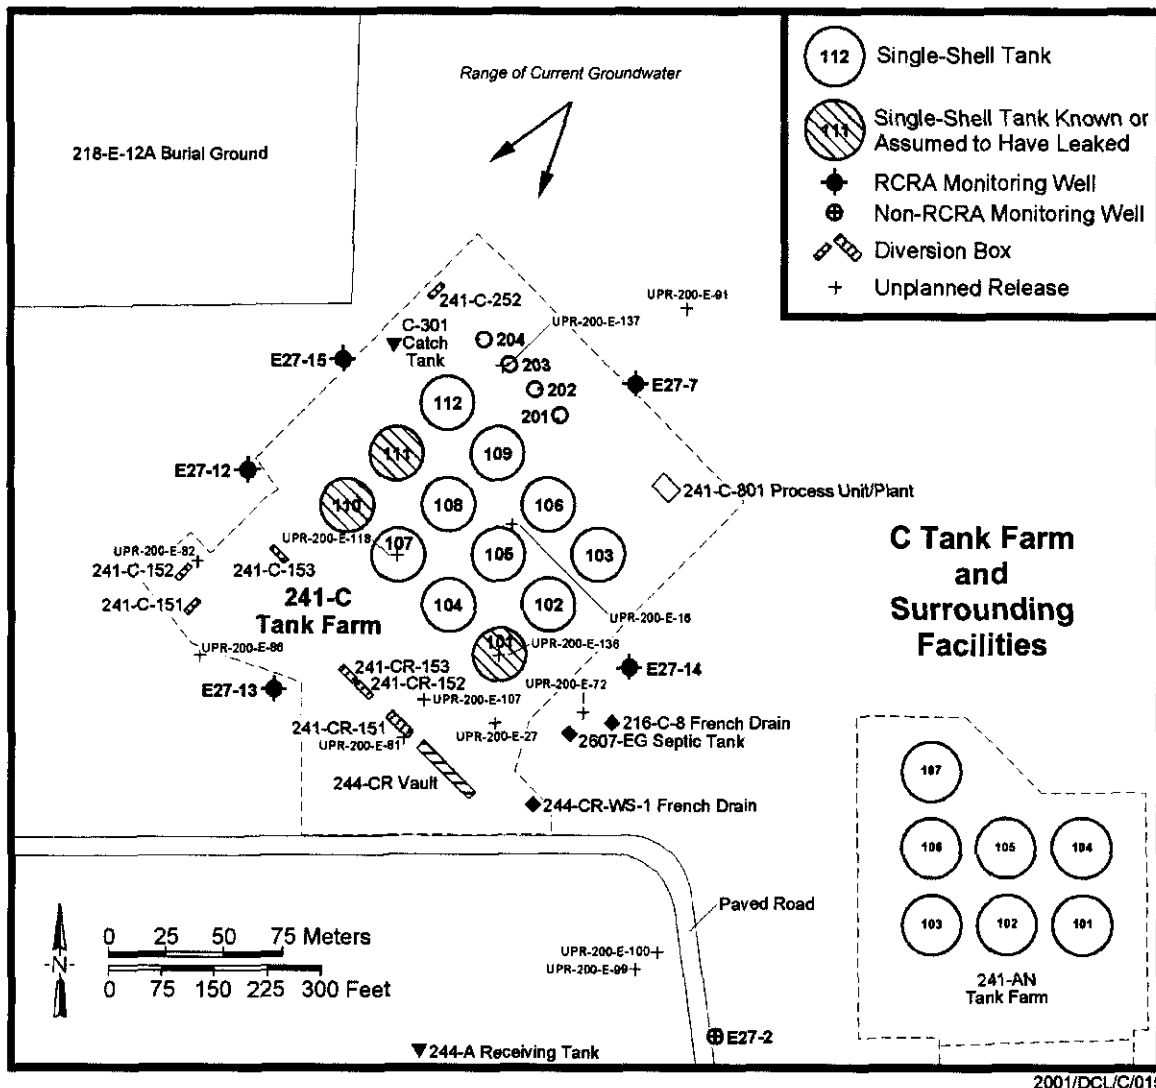 112
Single-Shell Tank
111
Single-Shell Tank Known or
Assumed to Have Leaked
RCRA Monitoring Well
Non-RCRA Monitoring Well
Diversion Box
Unplanned Release
Range of Current Groundwater
218-E-12A Burial Ground
241-C-252
UPR-200-E-91
UPR-200-E-137
C-301
Catch
Tank
204
203
202
201
E27-15
E27-7
112
111
109
E27-12
110
108
106
241-C-801 Process Unit/Plant
UPR-200-E-118
107
105
103
UPR-200-E-82
241-C-152
241-C-153
241-C-151
241-C
Tank Farm
104
102
UPR-200-E-16
101
UPR-200-E-136
UPR-200-E-86
E27-14
E27-13
241-CR-153
241-CR-152
UPR-200-E-72
UPR-200-E-107
241-CR-151
UPR-200-E-81
UPR-200-E-27
216-C-8 French Drain
2607-EG Septic Tank
244-CR Vault
244-CR-WS-1 French Drain
C Tank Farm
and
Surrounding
Facilities
107
106
105
104
103
102
101
241-AN
Tank Farm
Paved Road
UPR-200-E-100
UPR-200-E-99
N
0 25 50 75 Meters
0 75 150 225 300 Feet
244-A Receiving Tank
E27-2